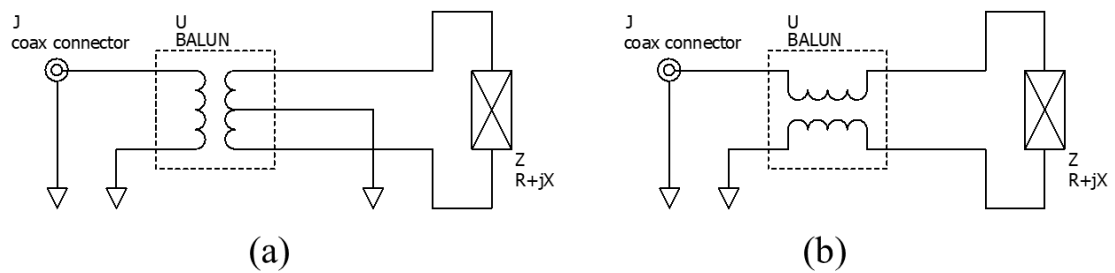 J
coax connector
U
BALUN
Z
R+jX
(a)
J
coax connector
U
BALUN
Z
R+jX
(b)